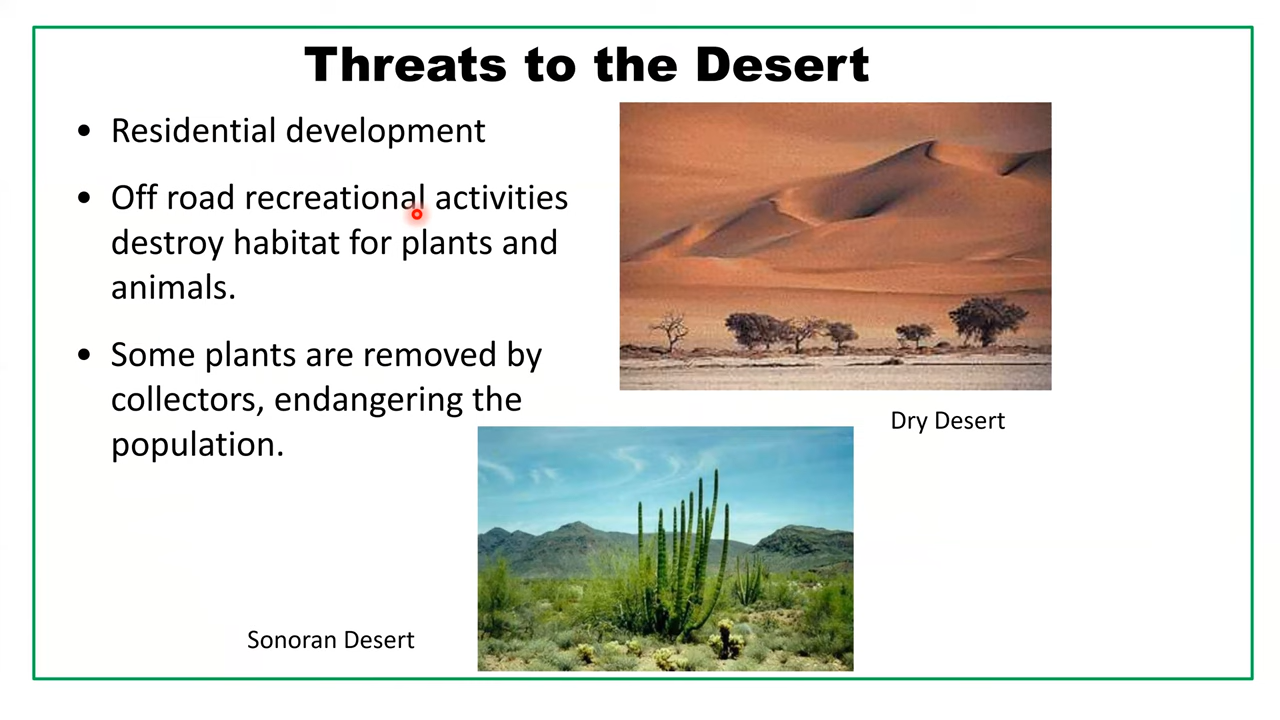 Threats to the Desert
• Residential development
• Off road recreational activities
destroy habitat for plants and
animals.
• Some plants are removed by
collectors, endangering the
population.
Dry Desert
Sonoran Desert